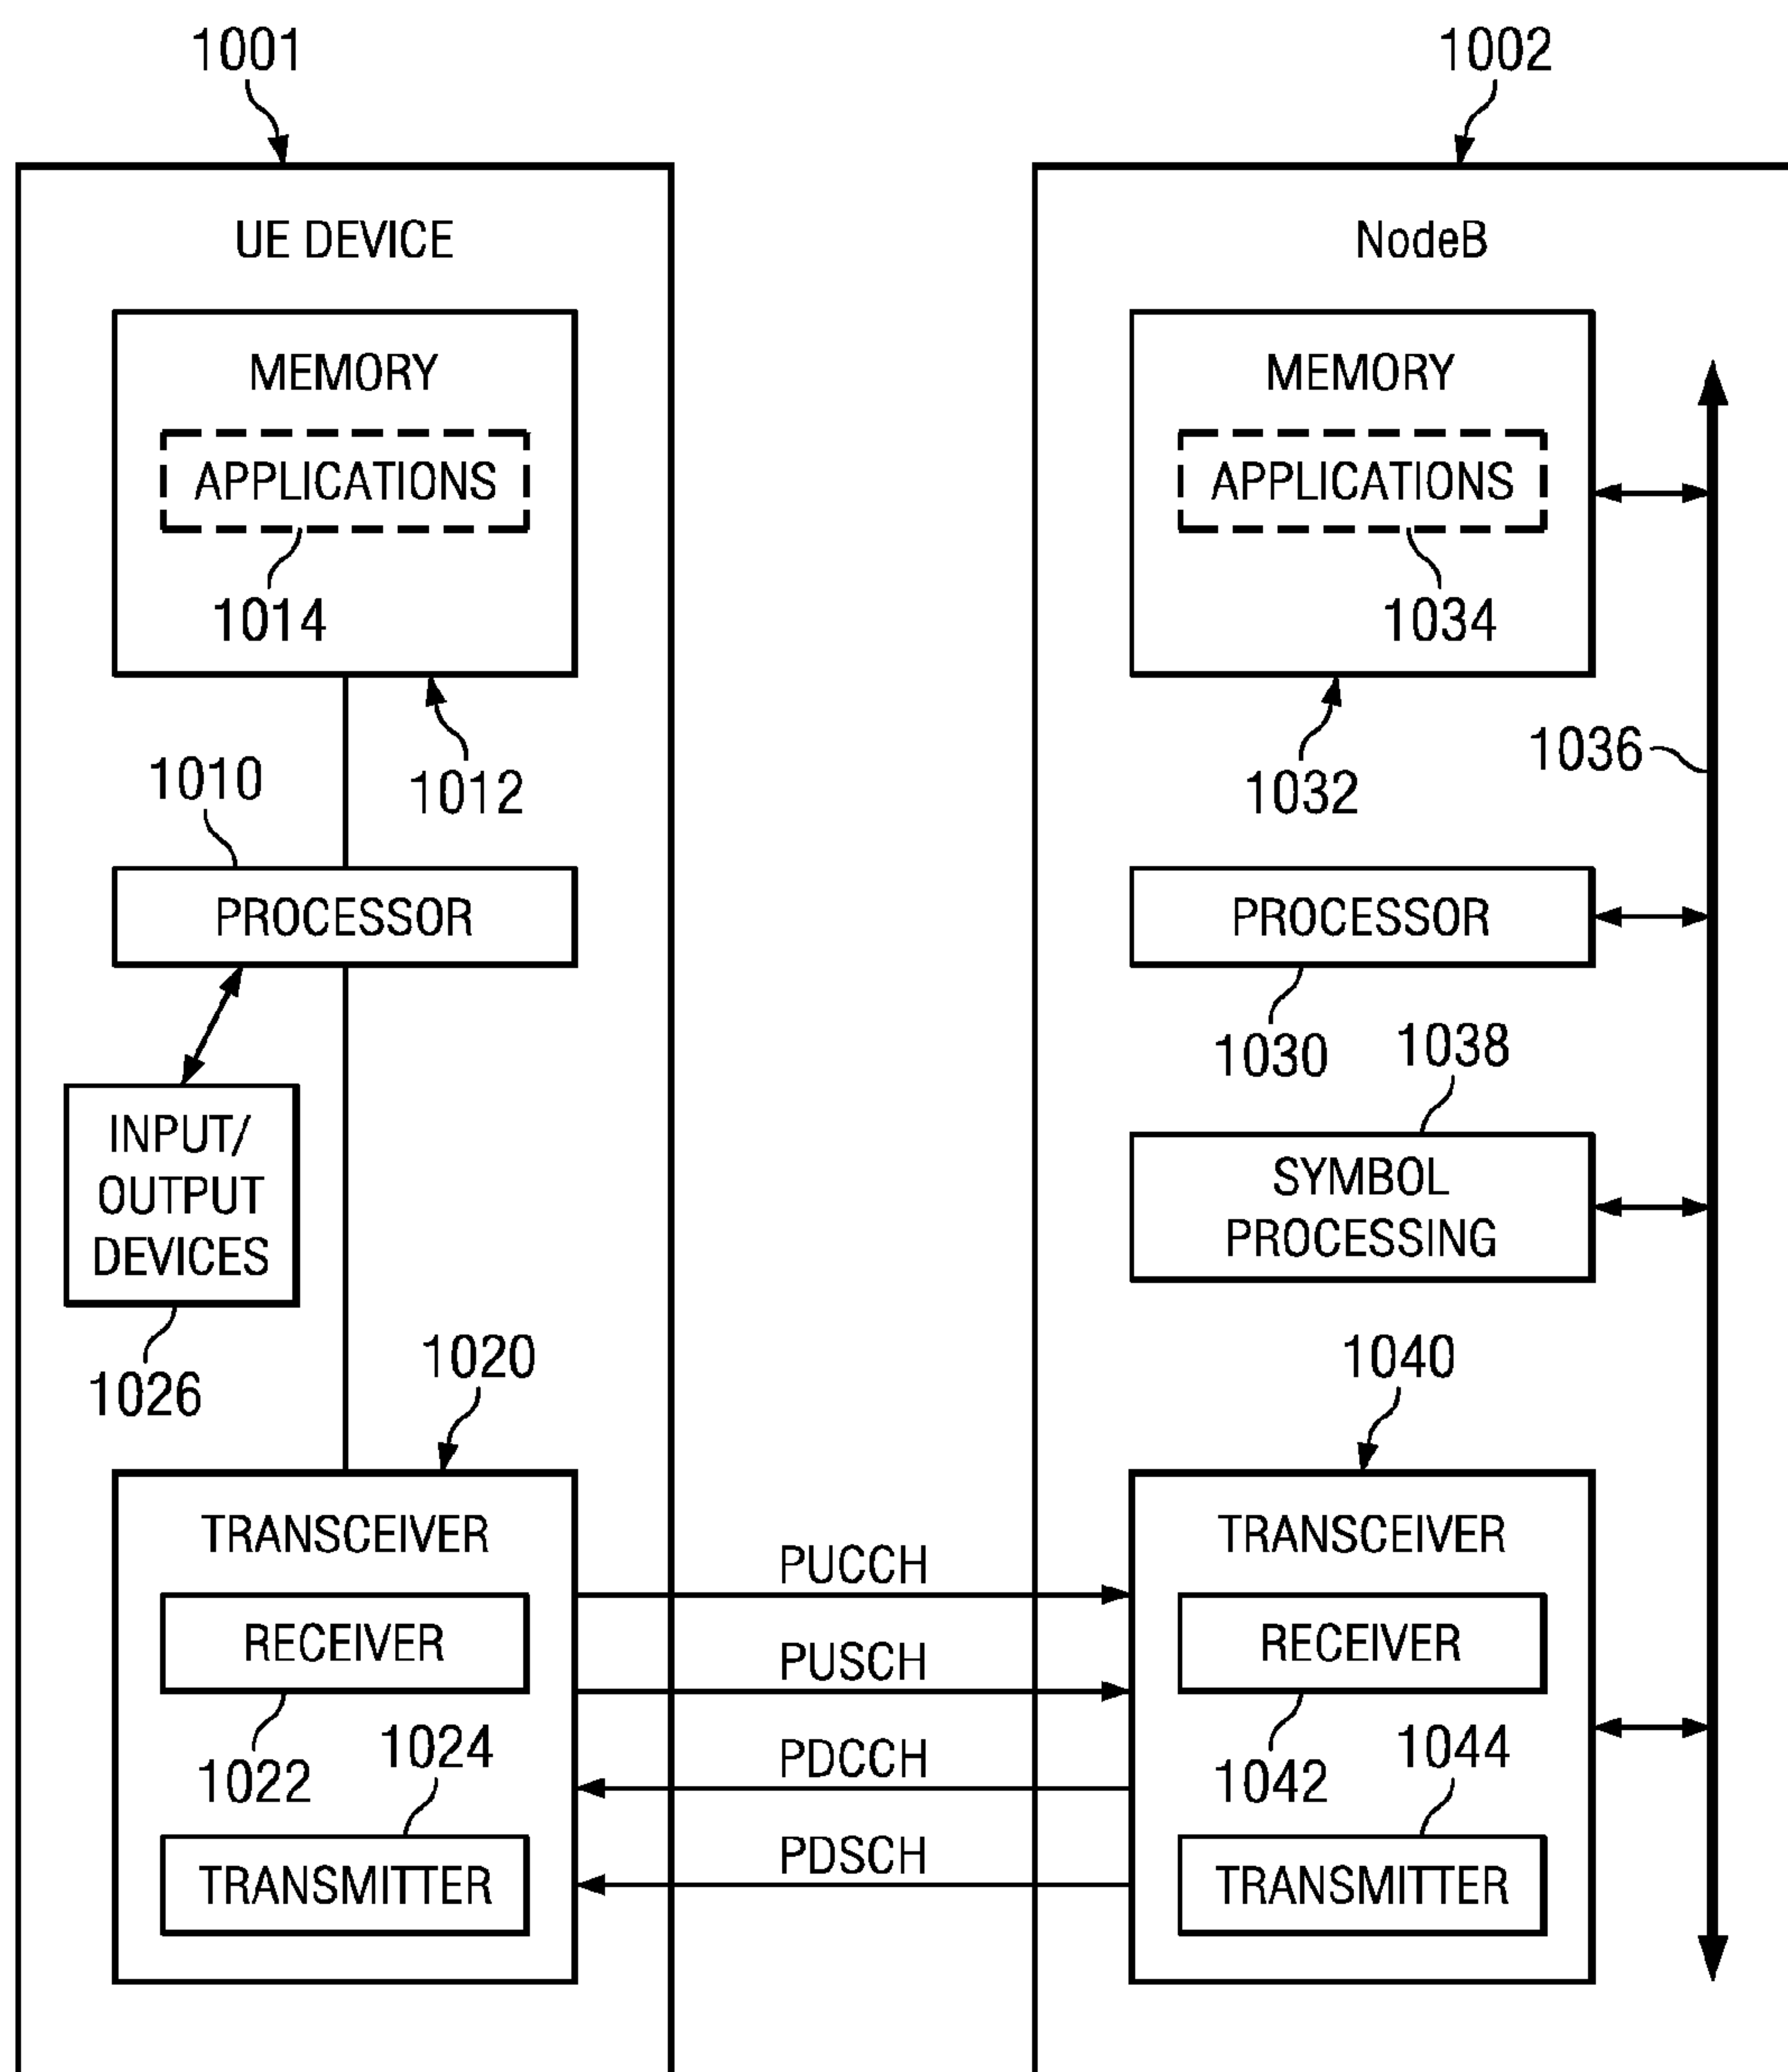 1001
1002
UE DEVICE
NodeB
MEMORY
APPLICATIONS
1014
1012
1010
PROCESSOR
INPUT/
OUTPUT
DEVICES
1026
1020
TRANSCEIVER
RECEIVER
1022
1024
TRANSMITTER
PUCCH
PUSCH
PDCCH
PDSCH
MEMORY
APPLICATIONS
1034
1032
1036
PROCESSOR
1030
1038
SYMBOL
PROCESSING
1040
TRANSCEIVER
RECEIVER
1042
1044
TRANSMITTER